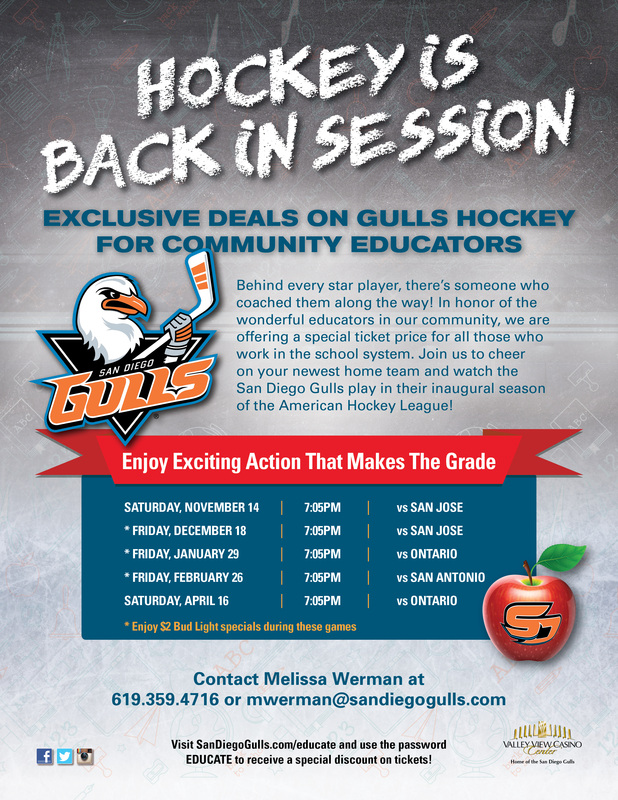 HOCKEY iS
BACK iN SESSiON
EXCLUSIVE DEALS ON GULLS HOCKEY
FOR COMMUNITY EDUCATORS
SAN DIEGO
GULLS
Behind every star player, there's someone who
coached them along the way! In honor of the
wonderful educators in our community, we are
offering a special ticket price for all those who
work in the school system. Join us to cheer
on your newest home team and watch the
San Diego Gulls play in their inaugural season
of the American Hockey League!
Enjoy Exciting Action That Makes The Grade
SATURDAY, NOVEMBER 14 | 7:05PM | vs SAN JOSE
* FRIDAY, DECEMBER 18 | 7:05PM | vs SAN JOSE
* FRIDAY, JANUARY 29 | 7:05PM | vs ONTARIO
* FRIDAY, FEBRUARY 26 | 7:05PM | vs SAN ANTONIO
SATURDAY, APRIL 16 | 7:05PM | vs ONTARIO
* Enjoy $2 Bud Light specials during these games
Contact Melissa Werman at
619.359.4716 or mwerman@sandiegogulls.com
Visit SanDiegoGulls.com/educate and use the password
EDUCATE to receive a special discount on tickets!
VALLEY VIEW CASINO
Center
Home of the San Diego Gulls